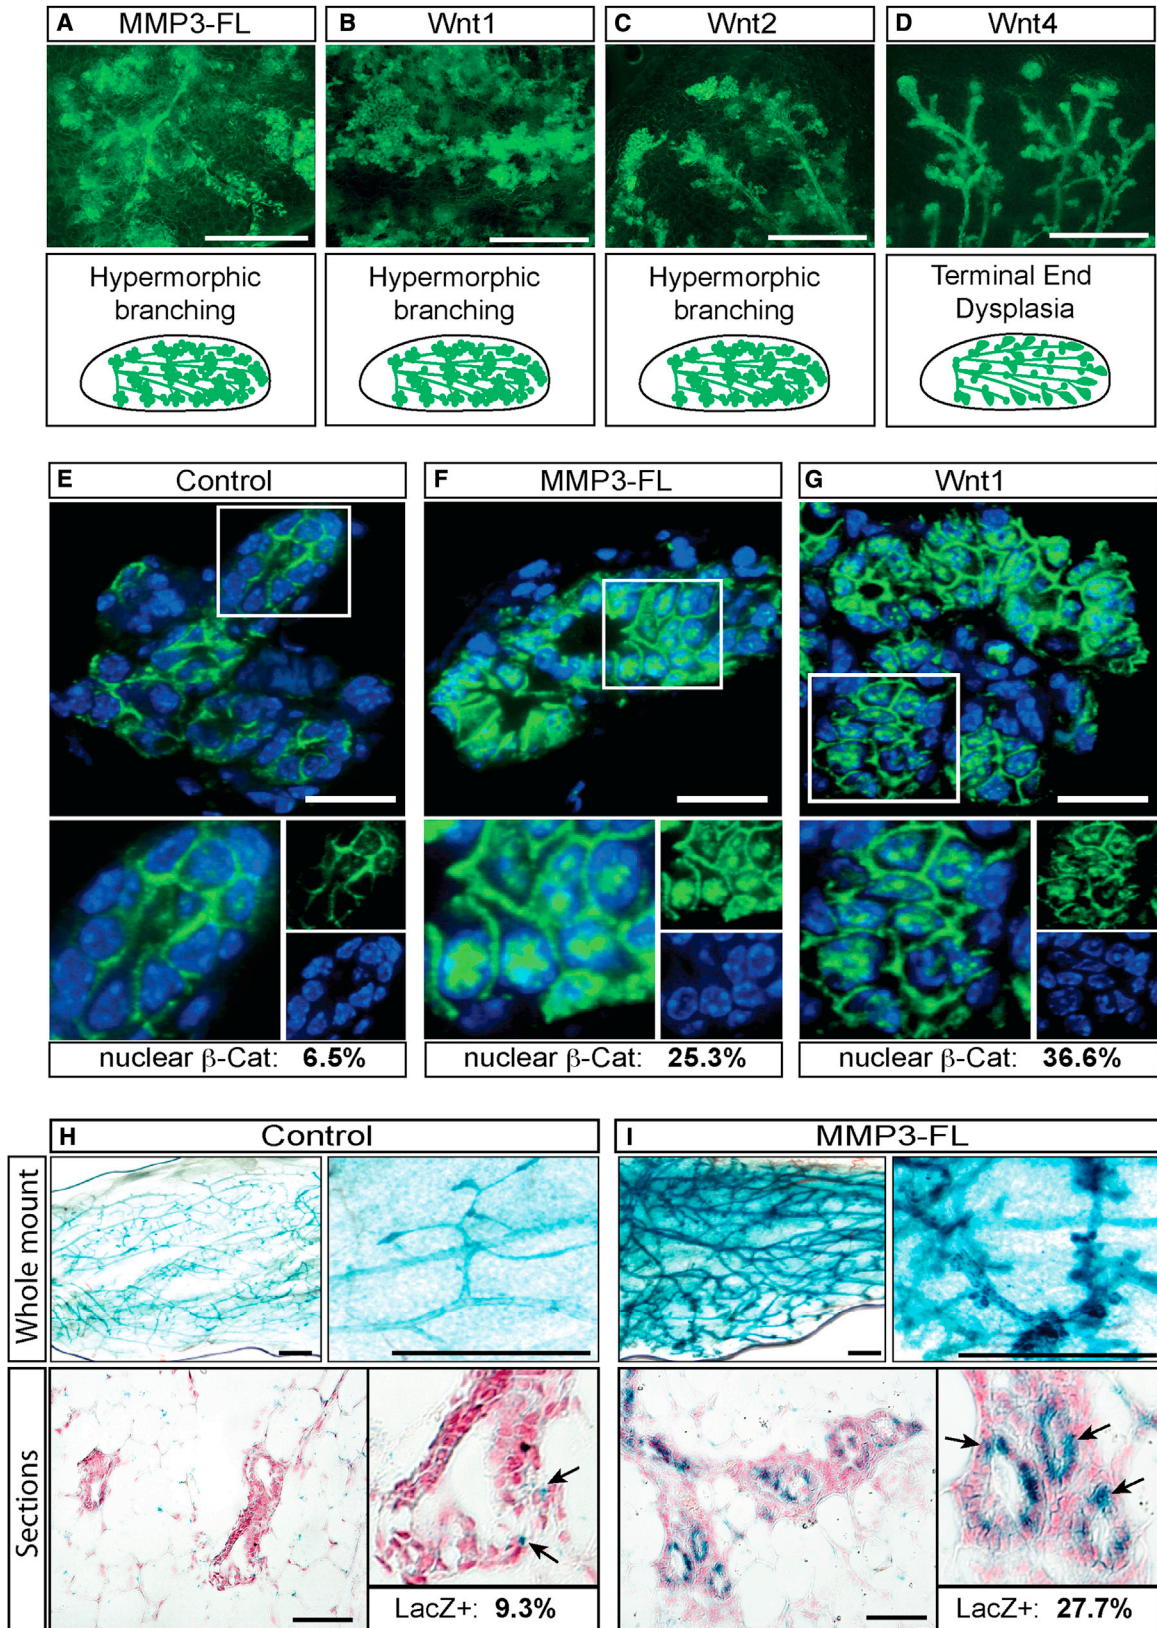 A MMP3-FL
B Wnt1
C Wnt2
D Wnt4
Hypermorphic
branching
Hypermorphic
branching
Hypermorphic
branching
Terminal End
Dysplasia
E Control
F MMP3-FL
G Wnt1
nuclear β-Cat: 6.5%
nuclear β-Cat: 25.3%
nuclear β-Cat: 36.6%
H Control
I MMP3-FL
Whole mount
Sections
LacZ+: 9.3%
LacZ+: 27.7%